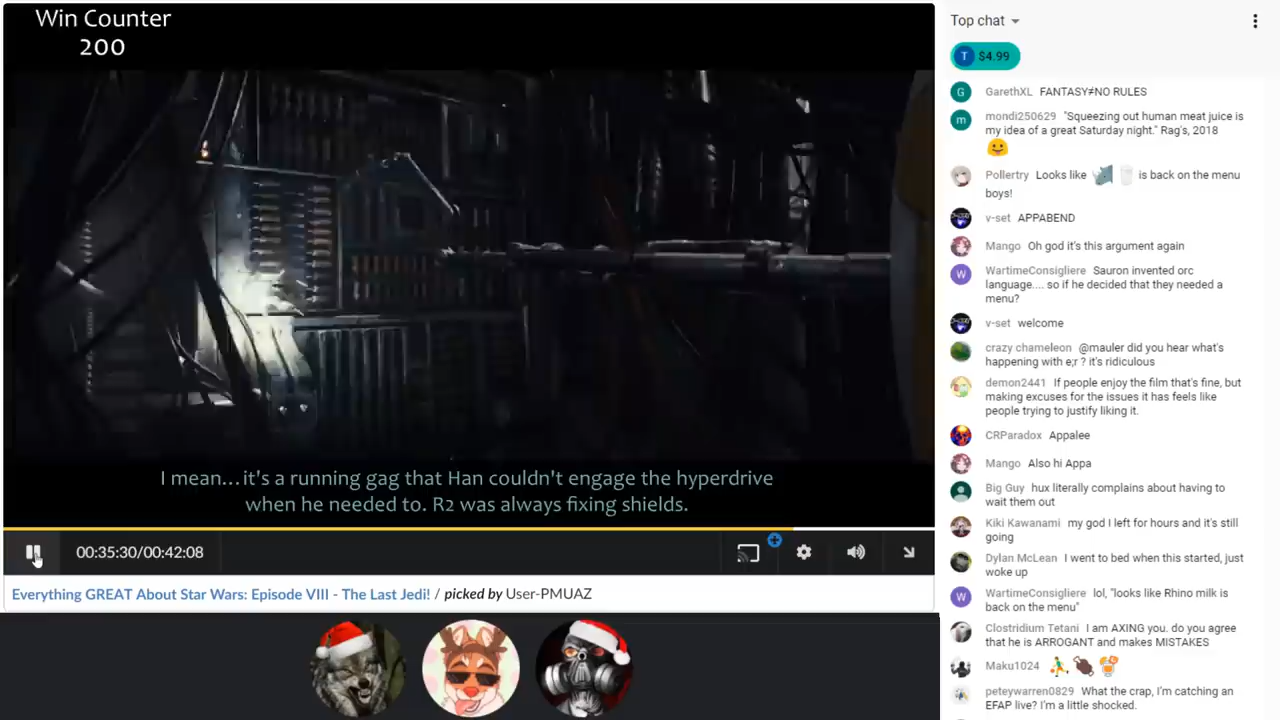 Win Counter
200
I mean...it's a running gag that Han couldn't engage the hyperdrive
when he needed to. R2 was always fixing shields.
00:35:30/00:42:08
Everything GREAT About Star Wars: Episode VIII - The Last Jedi! / picked by User-PMUAZ
Top chat
T $4.99
G GarethXL FANTASY≠NO RULES
m mondi250629 "Squeezing out human meat juice is
my idea of a great Saturday night." Rag's, 2018
Pollertry Looks like is back on the menu
boys!
v-set APPABEND
Mango Oh god it's this argument again
W WartimeConsigliere Sauron invented orc
language.... so if he decided that they needed a
menu?
v-set welcome
crazy chameleon @mauler did you hear what's
happening with e;r ? it's ridiculous
demon2441 If people enjoy the film that's fine, but
making excuses for the issues it has feels like
people trying to justify liking it.
CRParadox Appalee
Mango Also hi Appa
Big Guy hux literally complains about having to
wait them out
Kiki Kawanami my god I left for hours and it's still
going
Dylan McLean I went to bed when this started, just
woke up
W WartimeConsigliere lol, "looks like Rhino milk is
back on the menu"
Clostridium Tetani I am AXING you. do you agree
that he is ARROGANT and makes MISTAKES
Maku1024
peteywarren0829 What the crap, I'm catching an
EFAP live? I'm a little shocked.